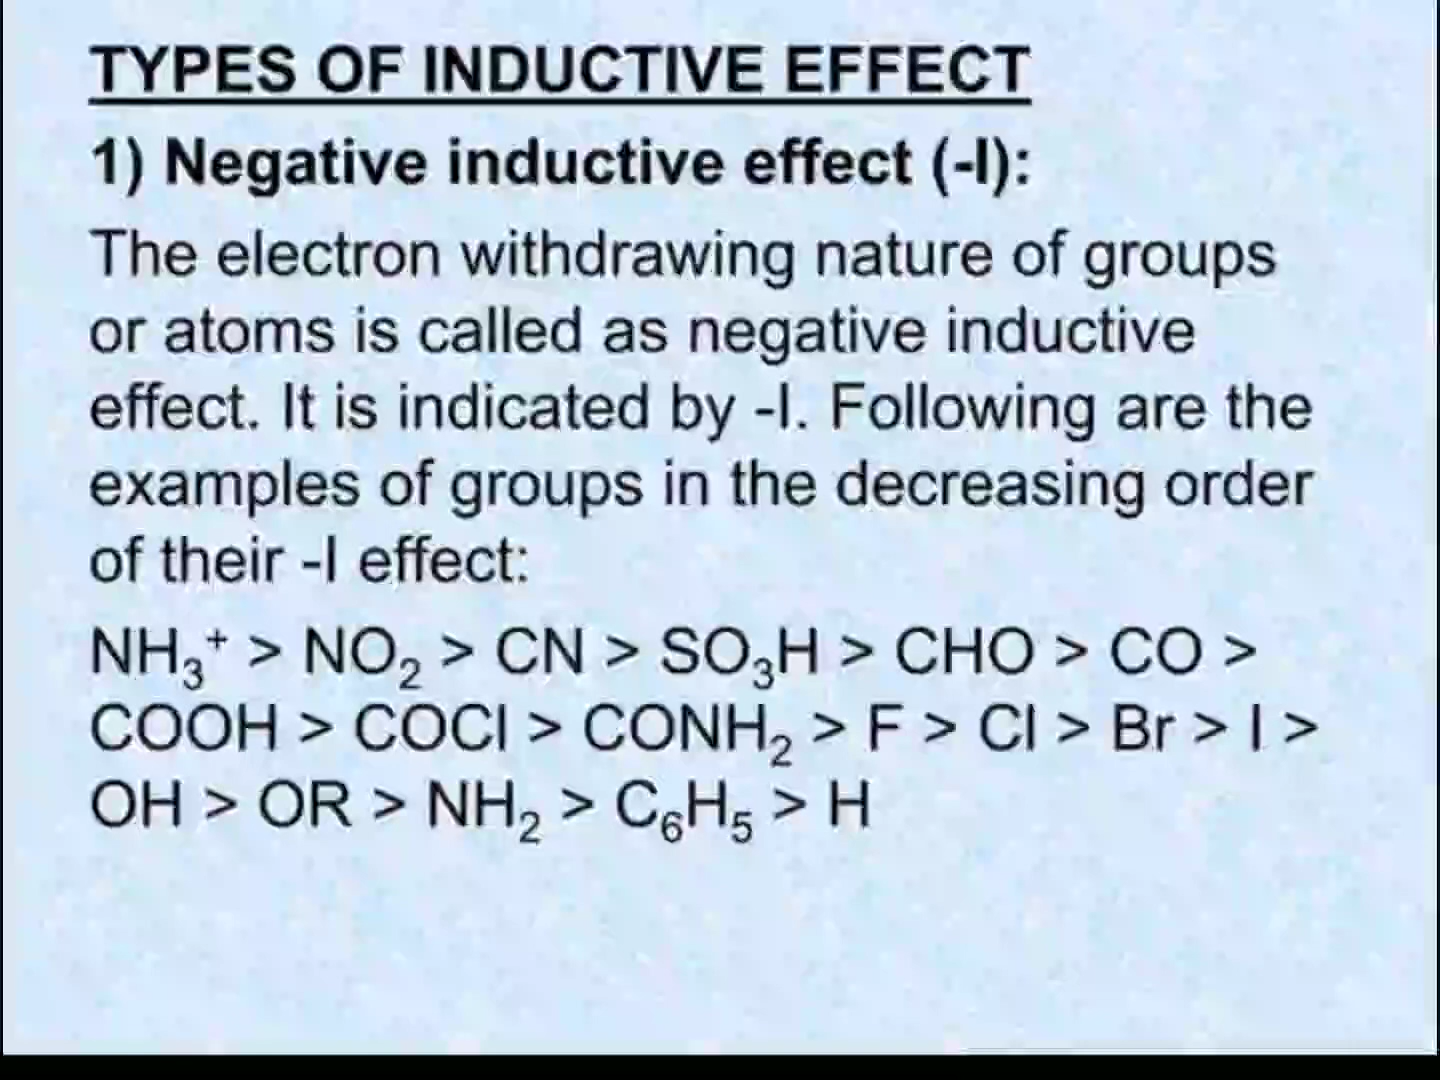 TYPES OF INDUCTIVE EFFECT
1) Negative inductive effect (-I):
The electron withdrawing nature of groups
or atoms is called as negative inductive
effect. It is indicated by -I. Following are the
examples of groups in the decreasing order
of their -I effect:
NH₃⁺ > NO₂ > CN > SO₃H > CHO > CO >
COOH > COCl > CONH₂ > F > Cl > Br > I >
OH > OR > NH₂ > C₆H₅ > H